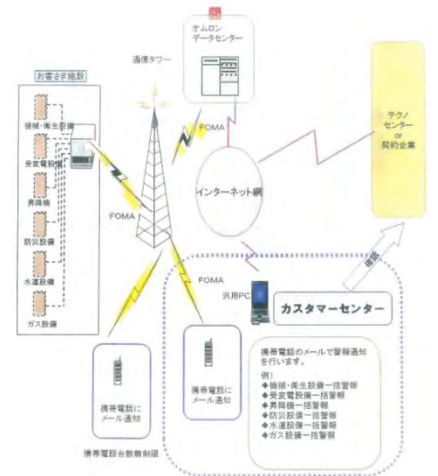 オムロン
データセンター
通信タワー
お客さま施設
機械・衛生設備
受変電設備
昇降機
防災設備
水道設備
ガス設備
FOMA
FOMA
FOMA
インターネット網
テクノ
センター
or
契約企業
確認
汎用PC
カスタマーセンター
携帯電話に
メール通知
携帯電話に
メール通知
携帯電話台数無制限
携帯電話のメールで警報通知
を行います。
例)
◆機械・衛生設備一括警報
◆受変電設備一括警報
◆昇降機一括警報
◆防災設備一括警報
◆水道設備一括警報
◆ガス設備一括警報